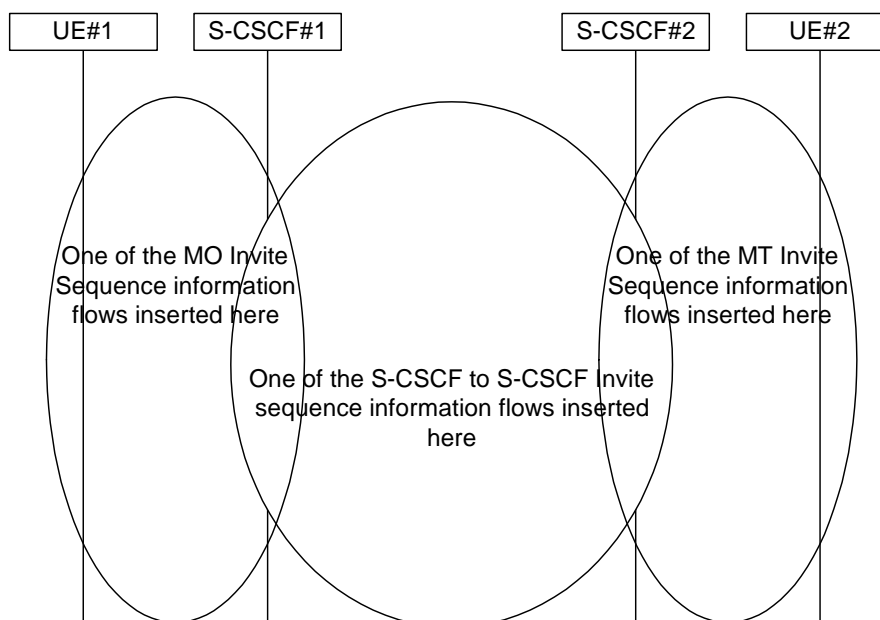 UE#1
S-CSCF#1
S-CSCF#2
UE#2
One of the MO Invite
Sequence information
flows inserted here
One of the MT Invite
Sequence information
flows inserted here
One of the S-CSCF to S-CSCF Invite
sequence information flows inserted
here